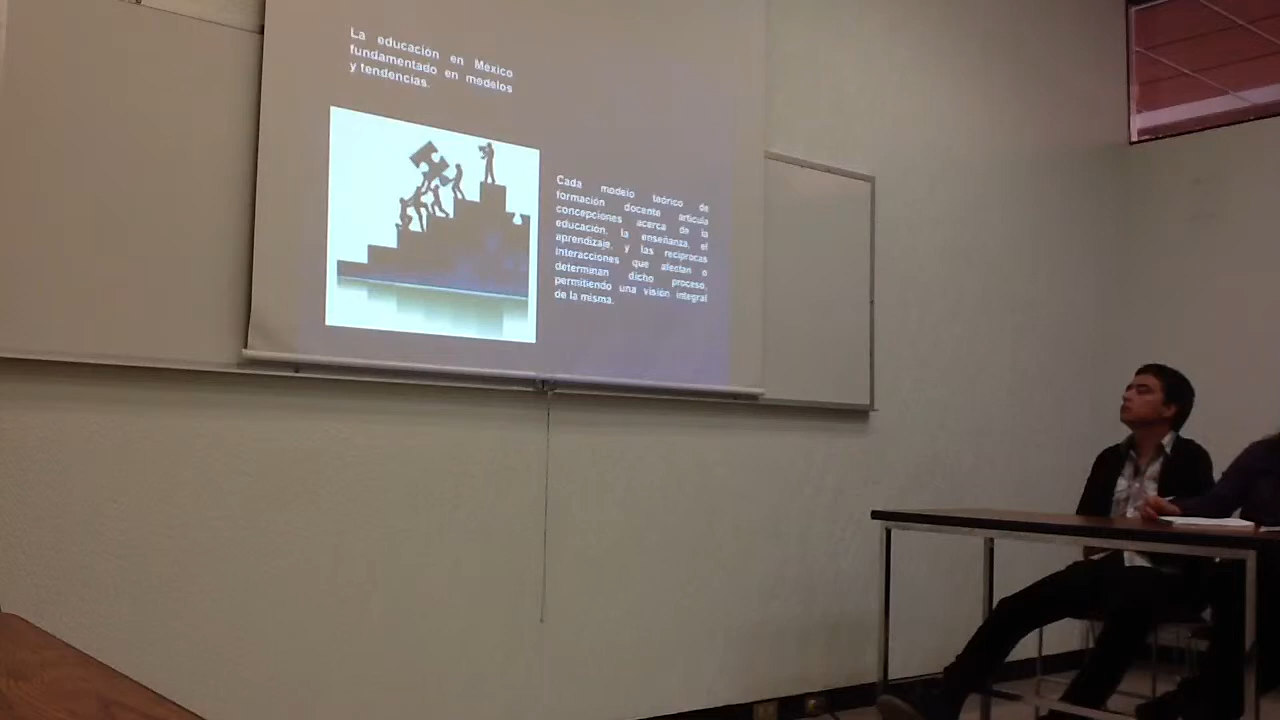 La educación en México
fundamentado en modelos
y tendencias.
Cada modelo teórico de
formación docente articula
concepciones acerca de la
educación, la enseñanza, el
aprendizaje, y las recíprocas
interacciones que afectan o
determinan dicho proceso,
permitiendo una visión integral
de la misma.